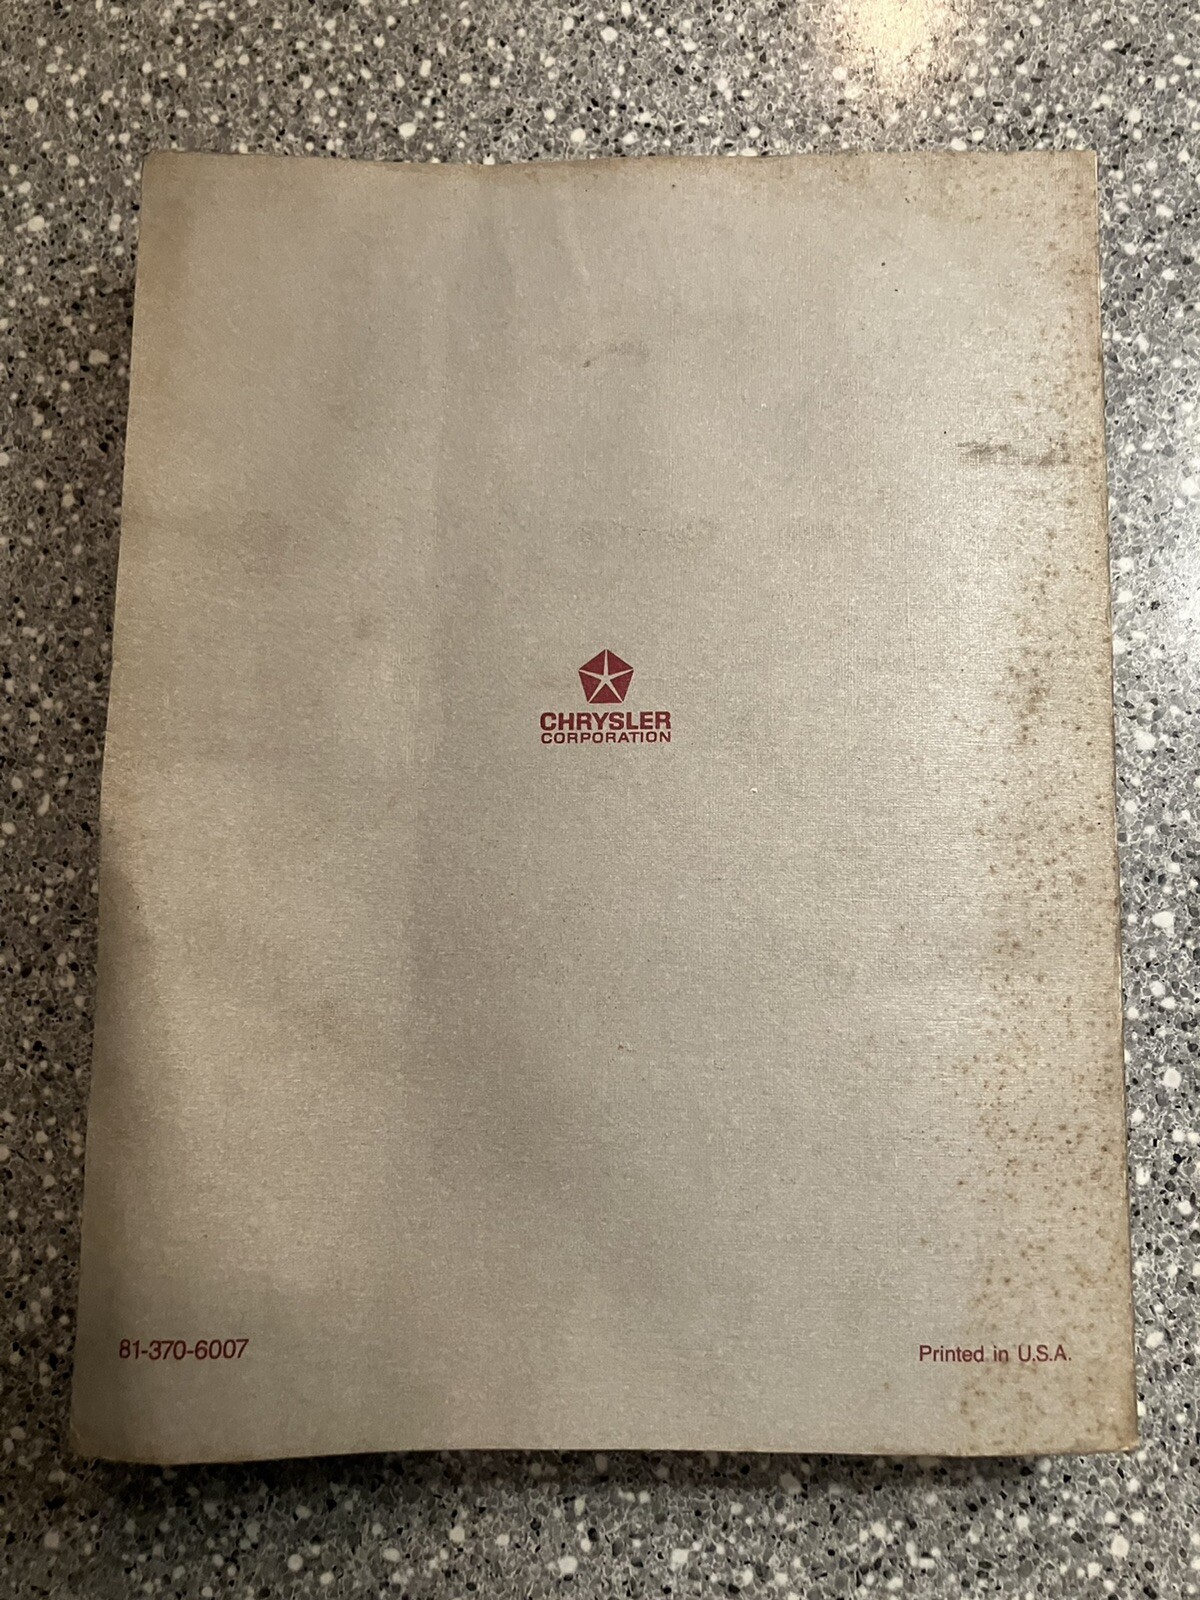 CHRYSLER
CORPORATION
81-370-6007
Printed in U.S.A.